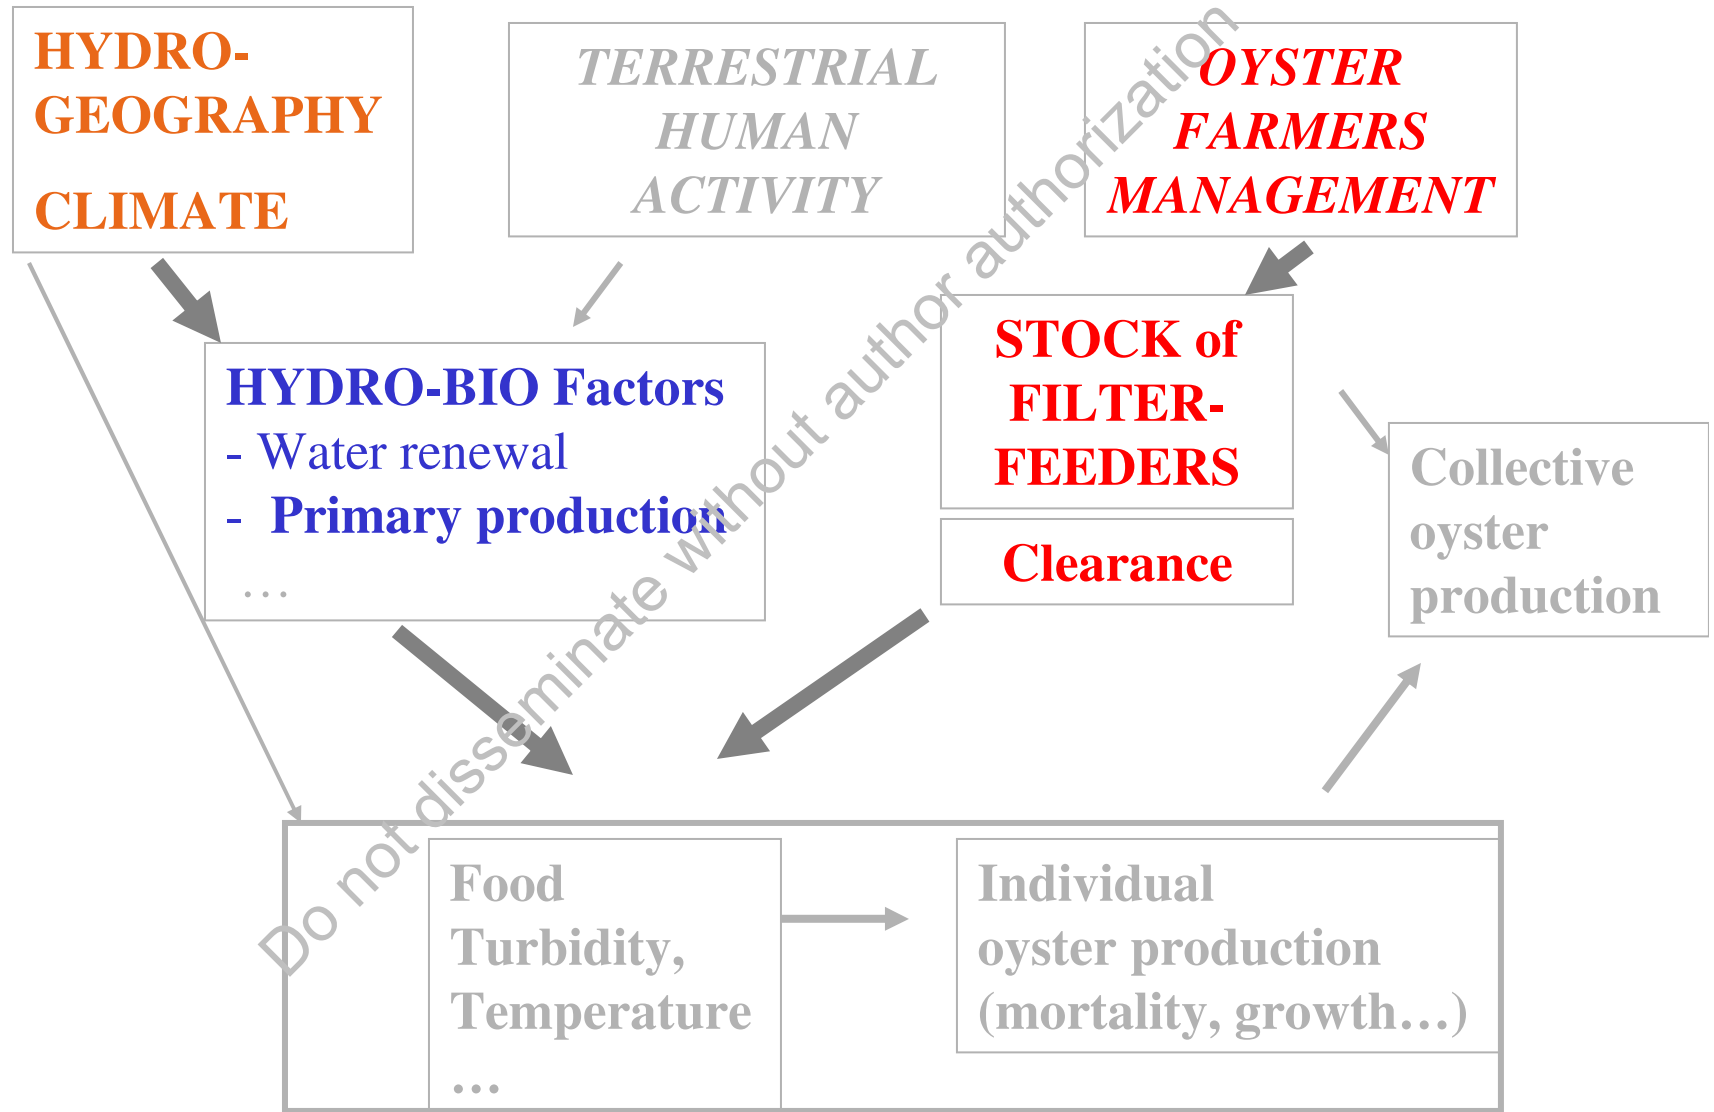 HYDRO-
GEOGRAPHY
CLIMATE
TERRESTRIAL
HUMAN
ACTIVITY
OYSTER
FARMERS
MANAGEMENT
HYDRO-BIO Factors
- Water renewal
- Primary production
…
STOCK of
FILTER-
FEEDERS
Clearance
Collective
oyster
production
Food
Turbidity,
Temperature
…
Individual
oyster production
(mortality, growth…)
Do not disseminate without author authorization